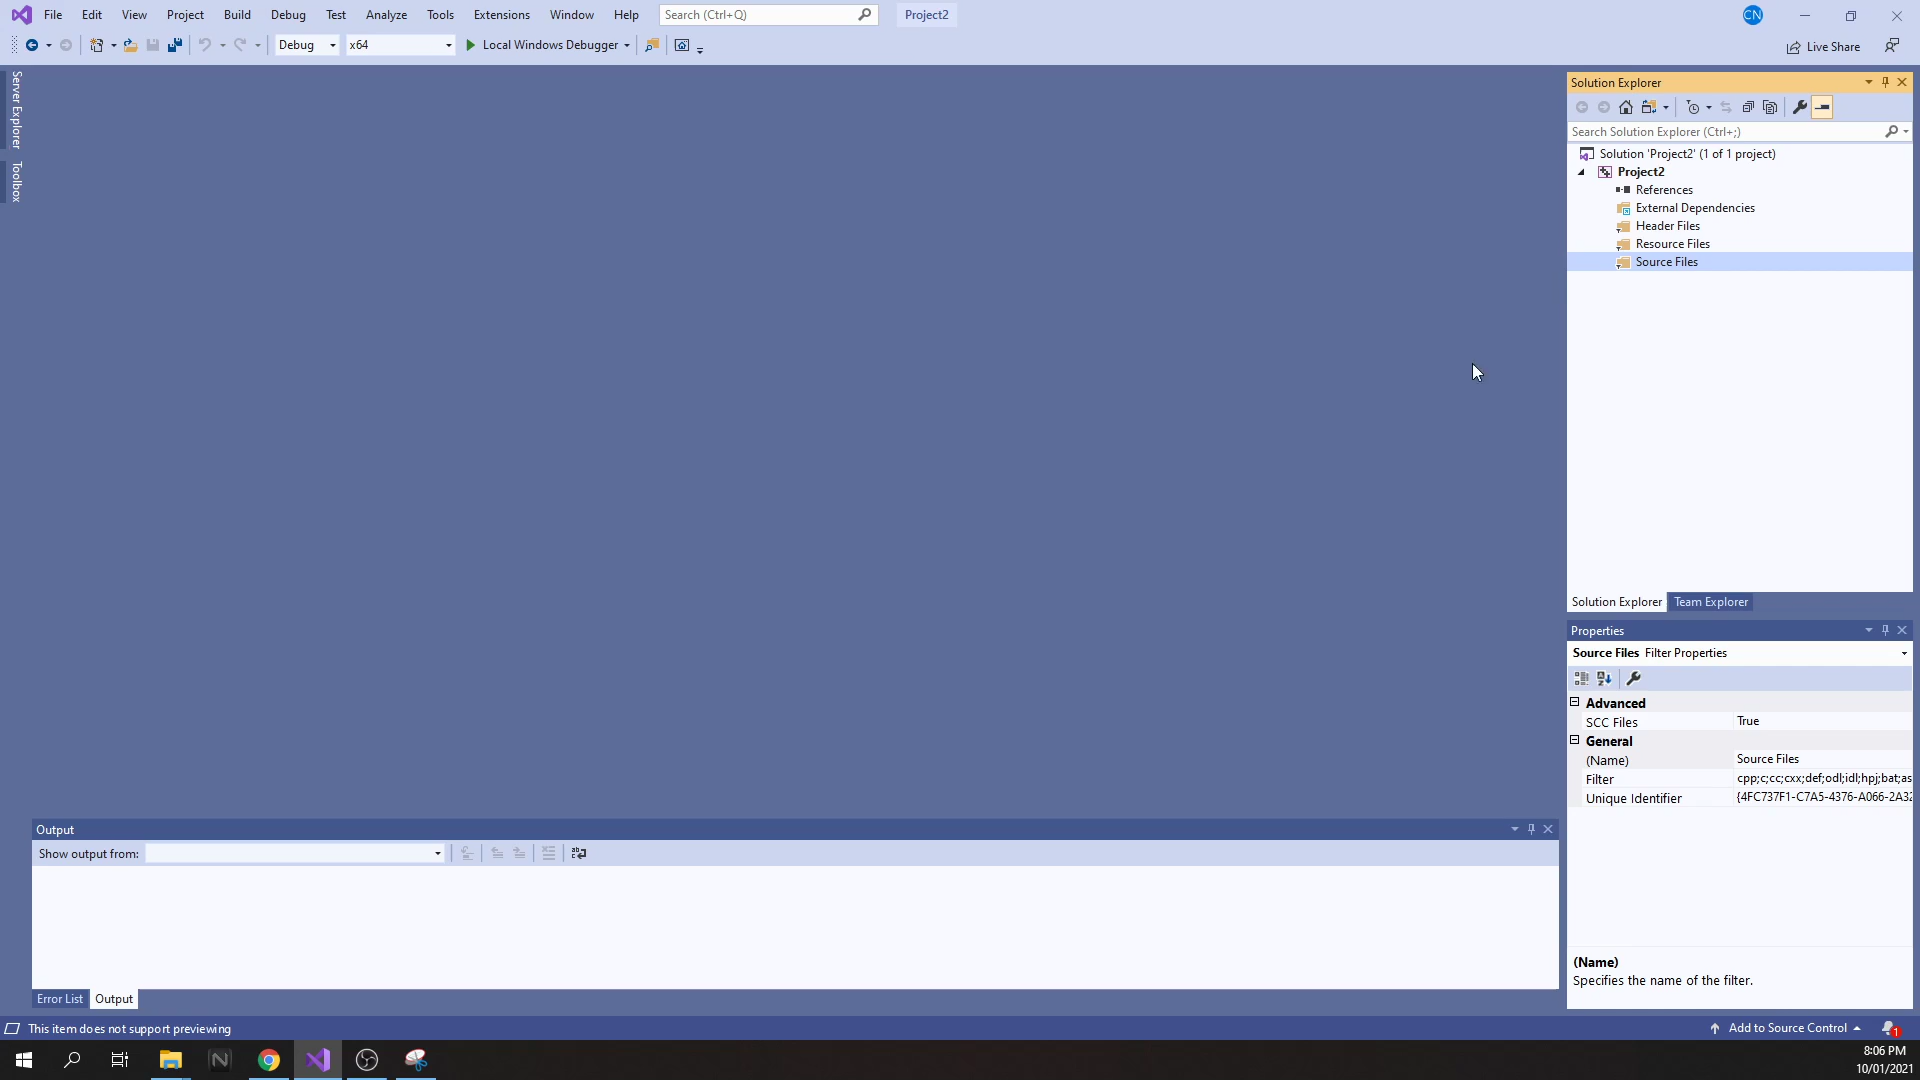 File Edit View Project Build Debug Test Analyze Tools Extensions Window Help Search (Ctrl+Q) Project2 CN
Debug x64 Local Windows Debugger Live Share
Server Explorer
Toolbox
Solution Explorer
Search Solution Explorer (Ctrl+;)
Solution 'Project2' (1 of 1 project)
Project2
References
External Dependencies
Header Files
Resource Files
Source Files
Solution Explorer Team Explorer
Properties
Source Files Filter Properties
Advanced
SCC Files True
General
(Name) Source Files
Filter cpp;c;cc;cxx;def;odl;idl;hpj;bat;as
Unique Identifier {4FC737F1-C7A5-4376-A066-2A32
(Name)
Specifies the name of the filter.
Output
Show output from:
Error List Output
This item does not support previewing Add to Source Control 1
8:06 PM
10/01/2021